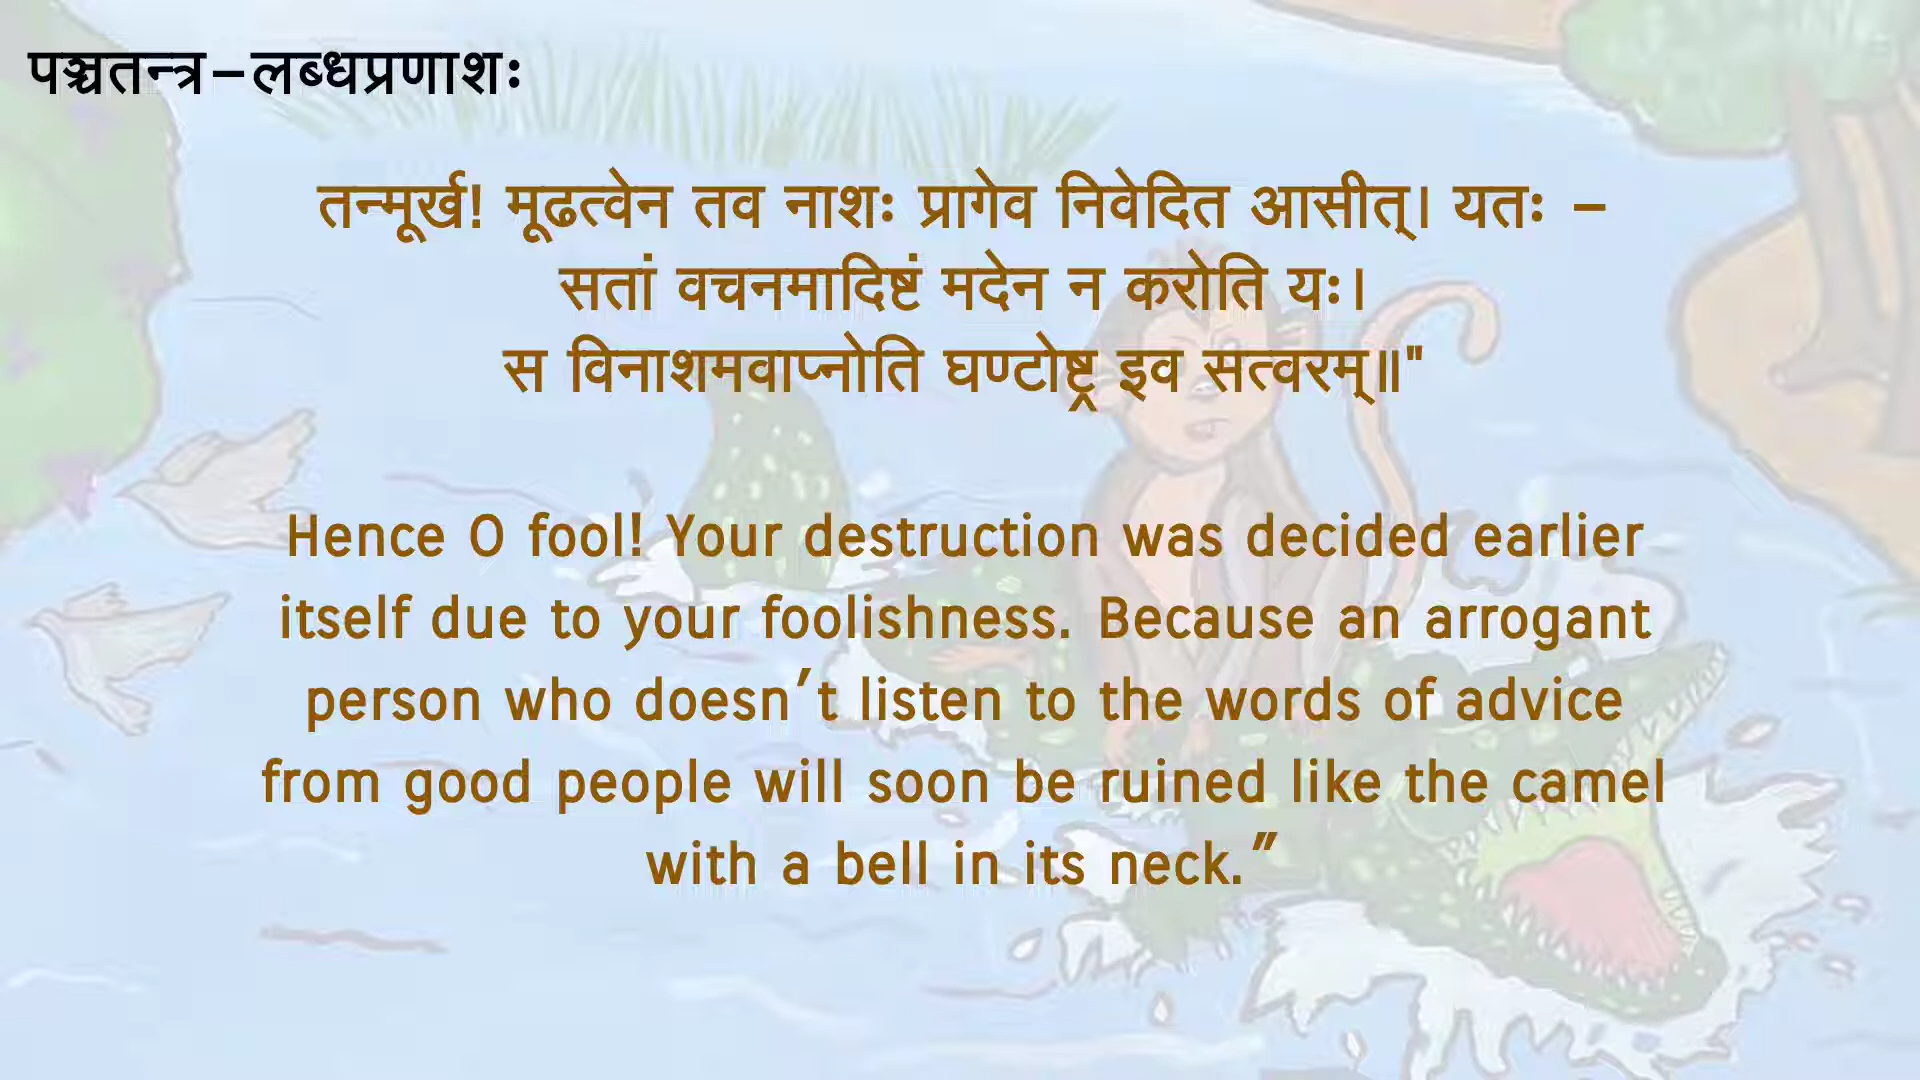 पञ्चतन्त्र-लब्धप्रणाशः
तन्मूर्ख! मूढत्वेन तव नाशः प्रागेव निवेदित आसीत्। यतः -
सतां वचनमादिष्टं मदेन न करोति यः।
स विनाशमवाप्नोति घण्टोष्ट्र इव सत्वरम्॥"
Hence O fool! Your destruction was decided earlier
itself due to your foolishness. Because an arrogant
person who doesn't listen to the words of advice
from good people will soon be ruined like the camel
with a bell in its neck."